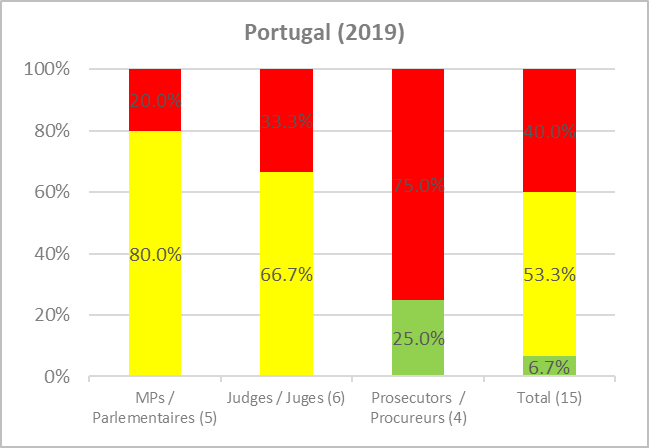 Portugal (2019)
100%
80%
60%
40%
20%
0%
20.0%
80.0%
33.3%
66.7%
75.0%
25.0%
40.0%
53.3%
6.7%
MPs /
Parlementaires (5)
Judges / Juges (6)
Prosecutors /
Procureurs (4)
Total (15)